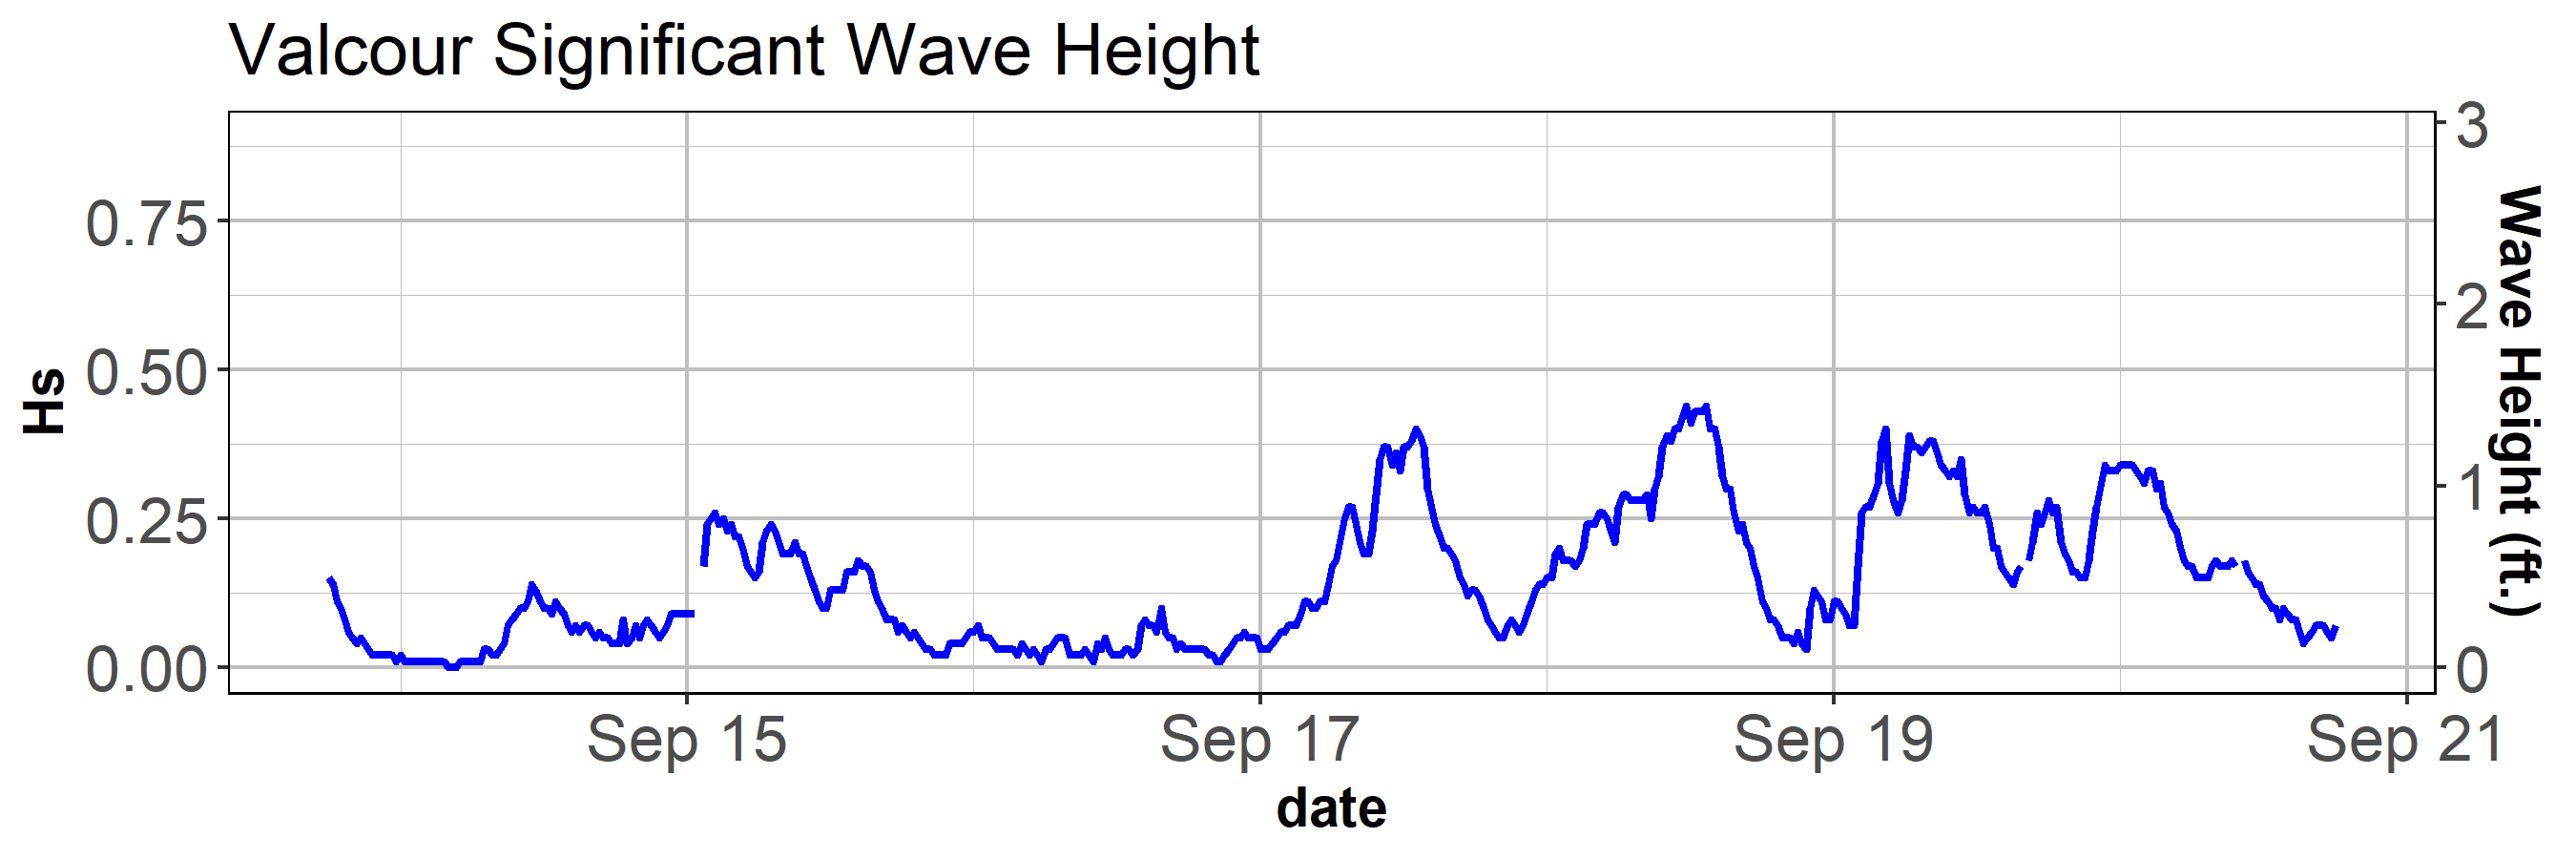 Valcour Significant Wave Height
Hs
0.75
0.50
0.25
0.00
3
2
1
0
Wave Height (ft.)
Sep 15
Sep 17
Sep 19
Sep 21
date